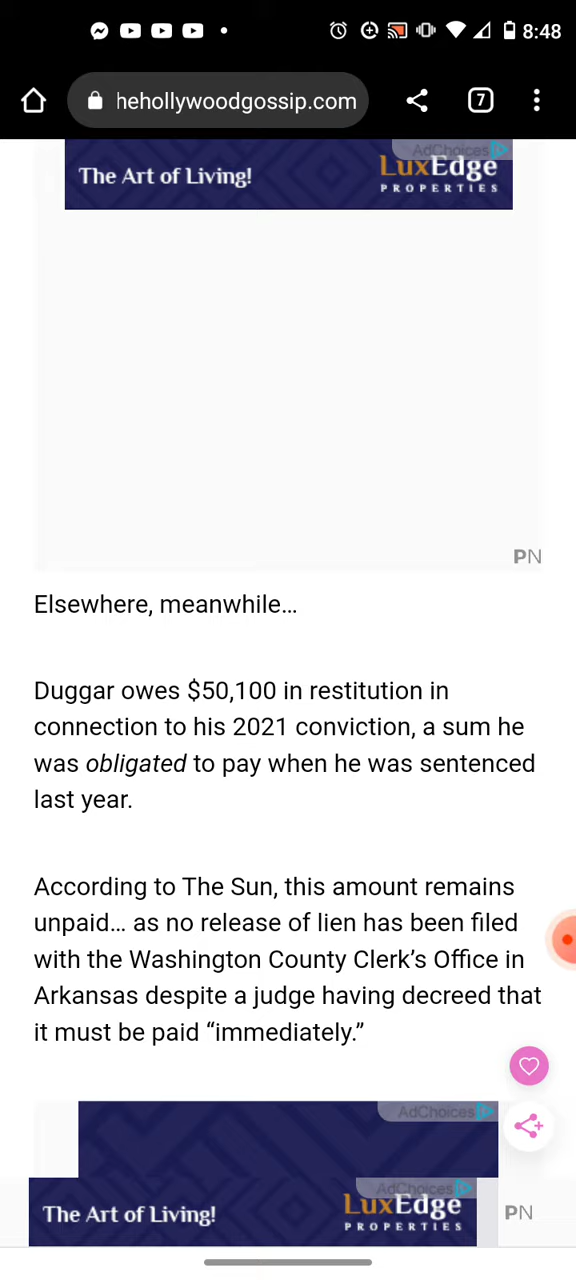 8:48
hehollywoodgossip.com
7
AdChoices
The Art of Living!
LuxEdge
PROPERTIES
PN
Elsewhere, meanwhile…
Duggar owes $50,100 in restitution in
connection to his 2021 conviction, a sum he
was obligated to pay when he was sentenced
last year.
According to The Sun, this amount remains
unpaid… as no release of lien has been filed
with the Washington County Clerk’s Office in
Arkansas despite a judge having decreed that
it must be paid “immediately.”
AdChoices
AdChoices
The Art of Living!
LuxEdge
PROPERTIES
PN